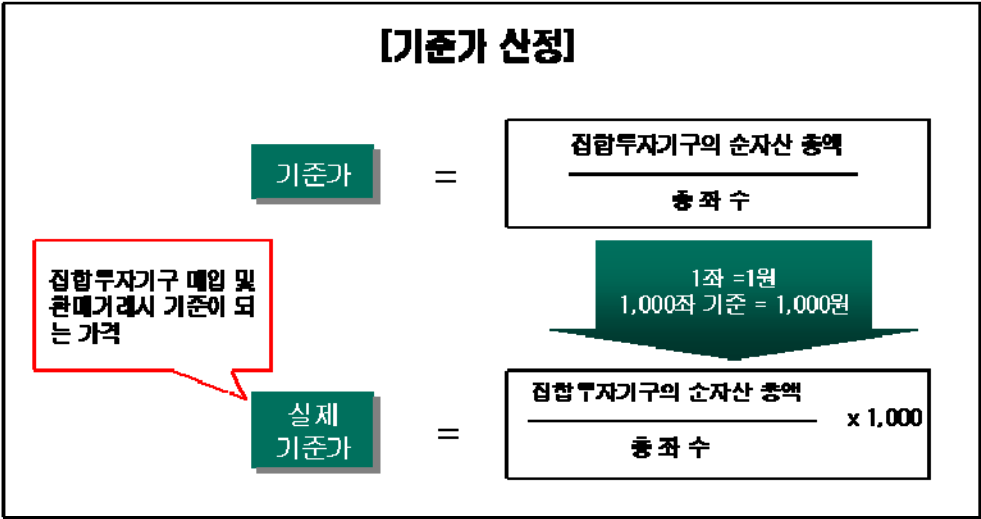 [기준가 산정]
기준가
=
집합투자기구의 순자산 총액
총 좌 수
1좌 =1원
1,000좌 기준 = 1,000원
집합투자기구 매입 및
환매거래시 기준이 되
는 가격
실제
기준가
=
집합투자기구의 순자산 총액
총 좌 수
x 1,000